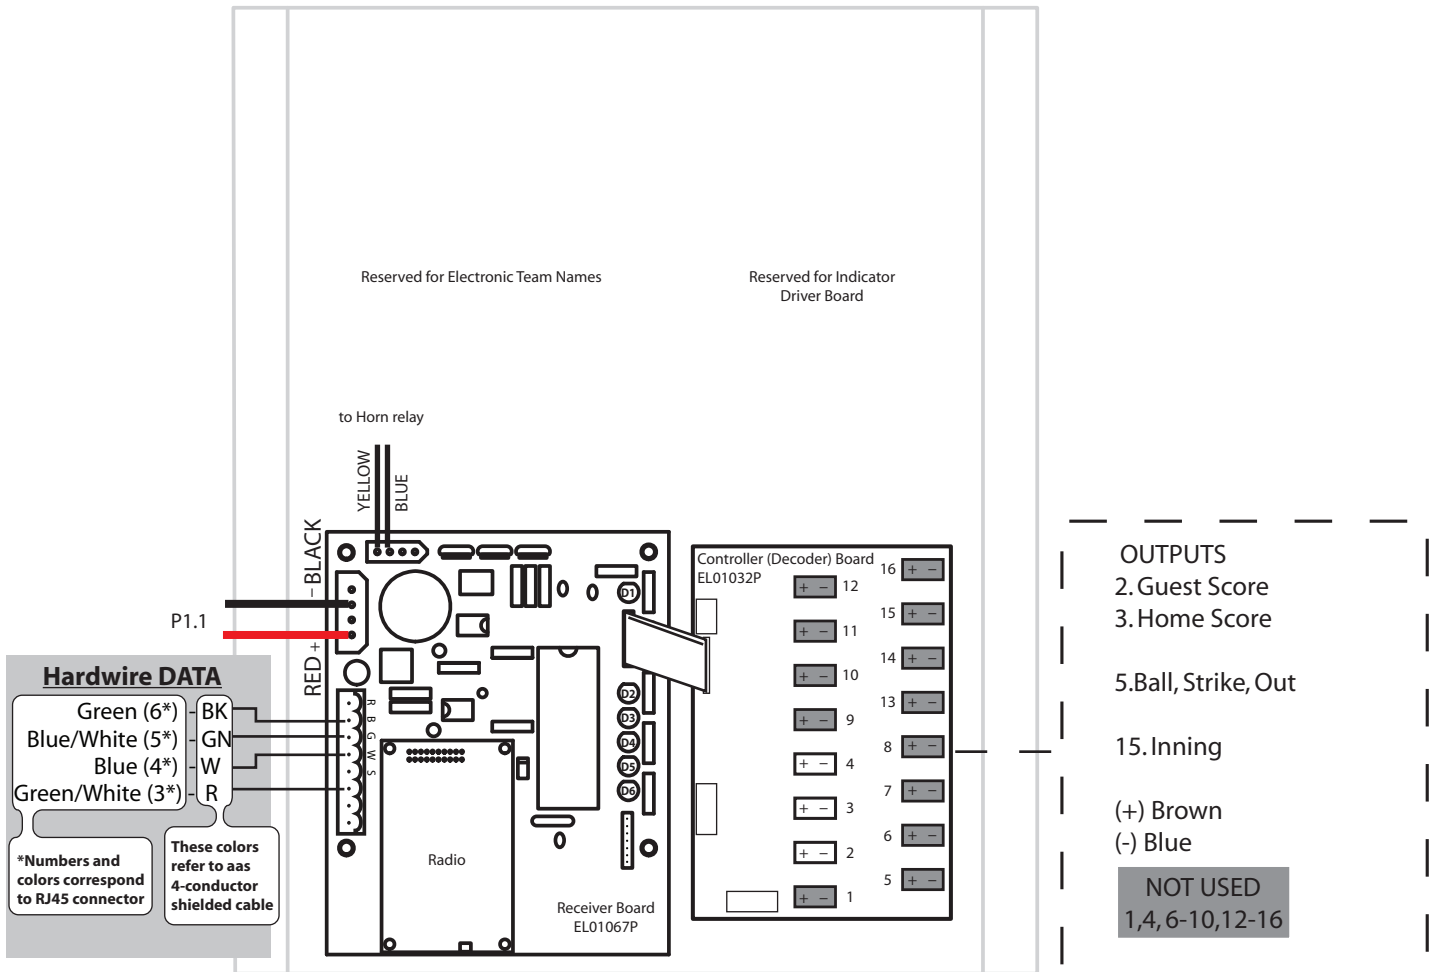 Reserved for Electronic Team Names
Reserved for Indicator
Driver Board
to Horn relay
YELLOW
BLUE
– BLACK
RED +
P1.1
Hardwire DATA
Green (6*) - BK
Blue/White (5*) - GN
Blue (4*) - W
Green/White (3*) - R
*Numbers and
colors correspond
to RJ45 connector
These colors
refer to aas
4-conductor
shielded cable
R
B
G
W
S
D1
D2
D3
D4
D5
D6
Radio
Receiver Board
EL01067P
Controller (Decoder) Board
EL01032P
+ - 16
+ - 12
+ - 15
+ - 11
+ - 14
+ - 10
+ - 13
+ - 9
+ - 8
+ - 4
+ - 7
+ - 3
+ - 6
+ - 2
+ - 5
+ - 1
OUTPUTS
2. Guest Score
3. Home Score
5. Ball, Strike, Out
15. Inning
(+) Brown
(-) Blue
NOT USED
1,4, 6-10,12-16